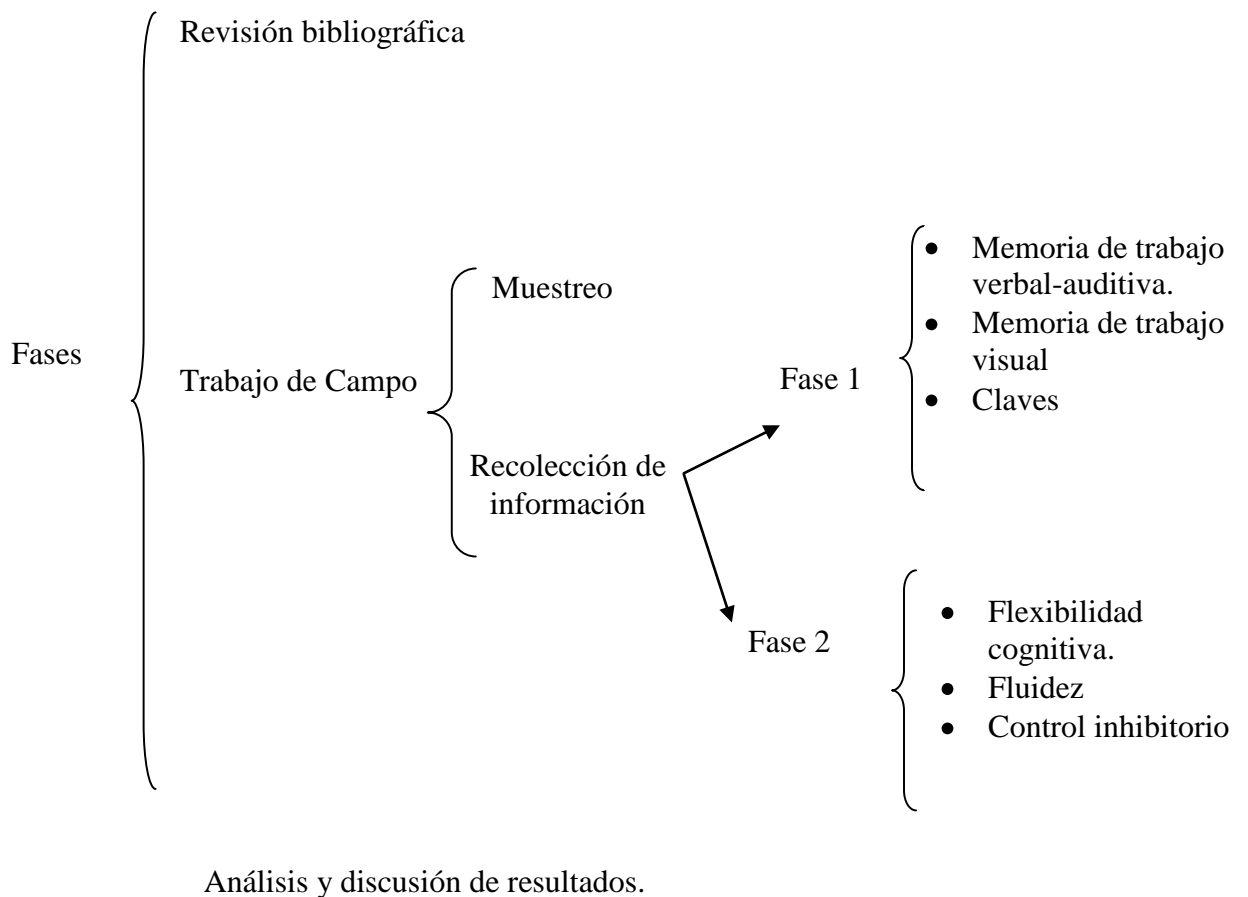 Revisión bibliográfica
Fases
Trabajo de Campo
Muestreo
Recolección de
información
Fase 1
• Memoria de trabajo
verbal-auditiva.
• Memoria de trabajo
visual
• Claves
Fase 2
• Flexibilidad
cognitiva.
• Fluidez
• Control inhibitorio
Análisis y discusión de resultados.